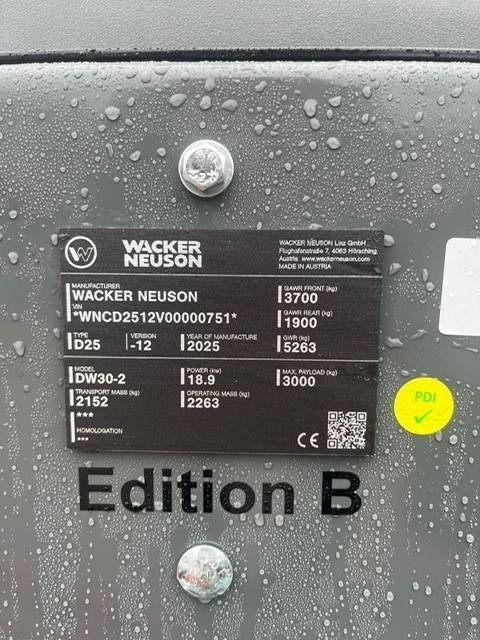 WACKER NEUSON
WACKER NEUSON Linz GmbH
Flughafenstraße 7, 4063 Hörsching
Austria www.wackerneuson.com
MADE IN AUSTRIA
MANUFACTURER
WACKER NEUSON
VIN
*WNCD2512V00000751*
TYPE
D25
VERSION
-12
YEAR OF MANUFACTURE
2025
GAWR FRONT (kg)
3700
GAWR REAR (kg)
1900
GWR (kg)
5263
MODEL
DW30-2
POWER (kw)
18.9
MAX. PAYLOAD (kg)
3000
TRANSPORT MASS (kg)
2152
OPERATING MASS (kg)
2263
***
HOMOLOGATION
***
CE
PDI
Edition B